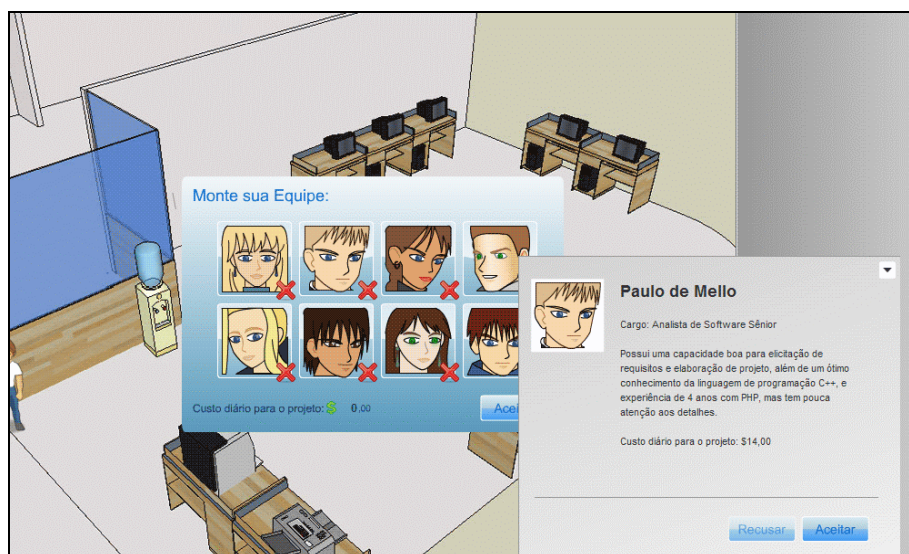 Monte sua Equipe:
Custo diário para o projeto: $ 0,00
Paulo de Mello
Cargo: Analista de Software Sênior
Possui uma capacidade boa para elicitação de
requisitos e elaboração de projeto, além de um ótimo
conhecimento da linguagem de programação C++, e
experiência de 4 anos com PHP, mas tem pouca
atenção aos detalhes.
Custo diário para o projeto: $14,00
Recusar Aceitar